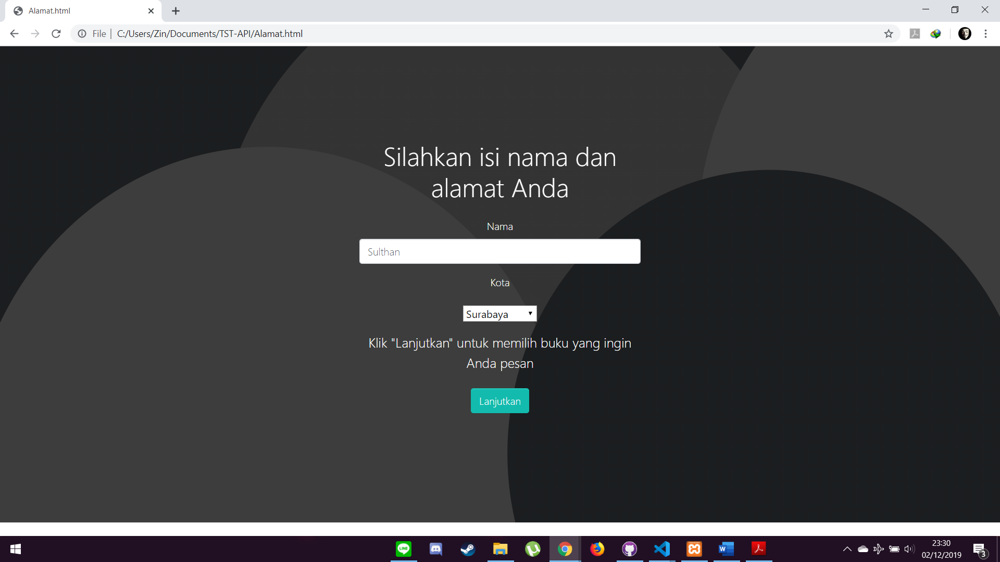 Alamat.html
File
C:/Users/Zin/Documents/TST-API/Alamat.html
Silahkan isi nama dan
alamat Anda
Nama
Sulthan
Kota
Surabaya
Klik "Lanjutkan" untuk memilih buku yang ingin
Anda pesan
Lanjutkan
LINE
W
23:30
02/12/2019
3